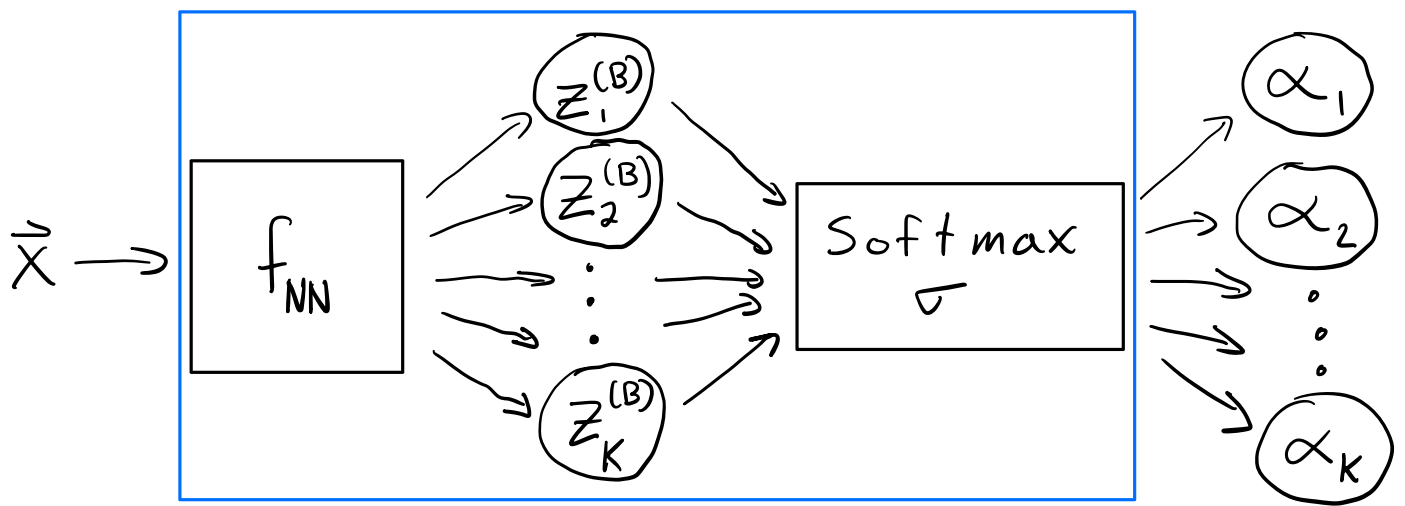 x⃗
f_NN
z_1^(B)
z_2^(B)
z_K^(B)
Softmax
σ
α_1
α_2
α_K